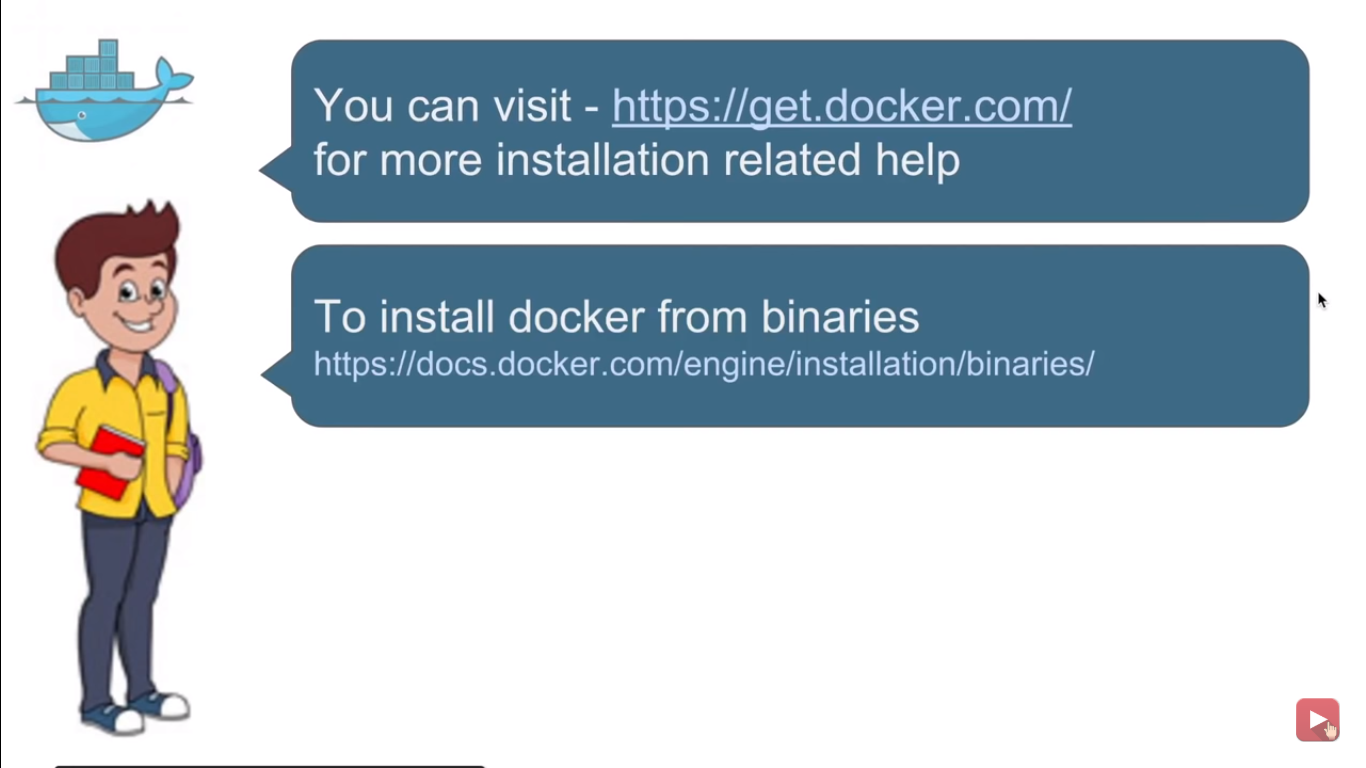 You can visit - https://get.docker.com/
for more installation related help
To install docker from binaries
https://docs.docker.com/engine/installation/binaries/